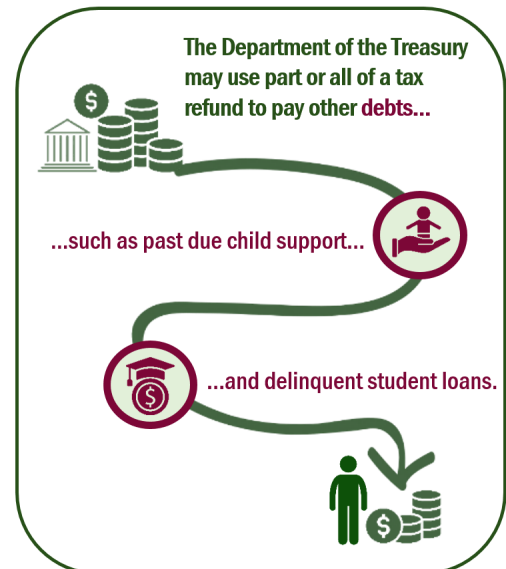 The Department of the Treasury
may use part or all of a tax
refund to pay other debts...
$
...such as past due child support...
...and delinquent student loans.
$
$